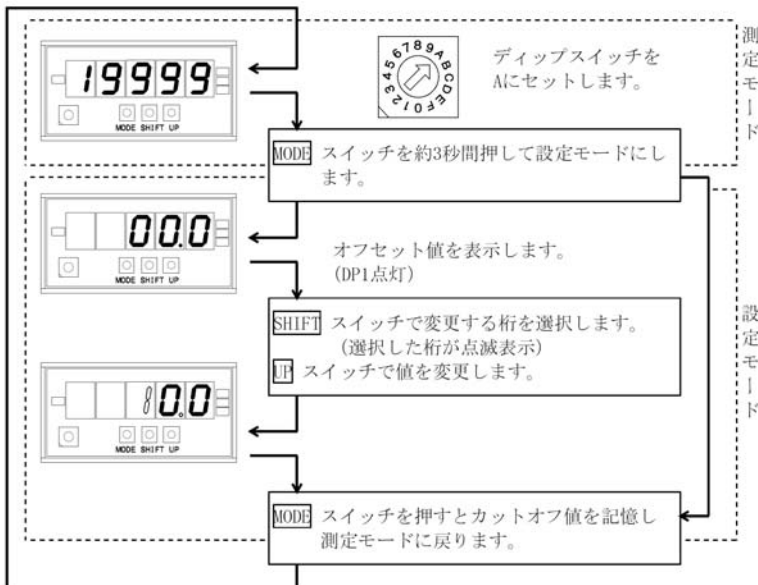 19999
MODE SHIFT UP
0123456789ABCDEF
ディップスイッチを
Aにセットします。
測定モード
MODE スイッチを約3秒間押して設定モードにし
ます。
00.0
MODE SHIFT UP
オフセット値を表示します。
(DP1点灯)
SHIFT スイッチで変更する桁を選択します。
(選択した桁が点滅表示)
UP スイッチで値を変更します。
設定モード
10.0
MODE SHIFT UP
MODE スイッチを押すとカットオフ値を記憶し
測定モードに戻ります。